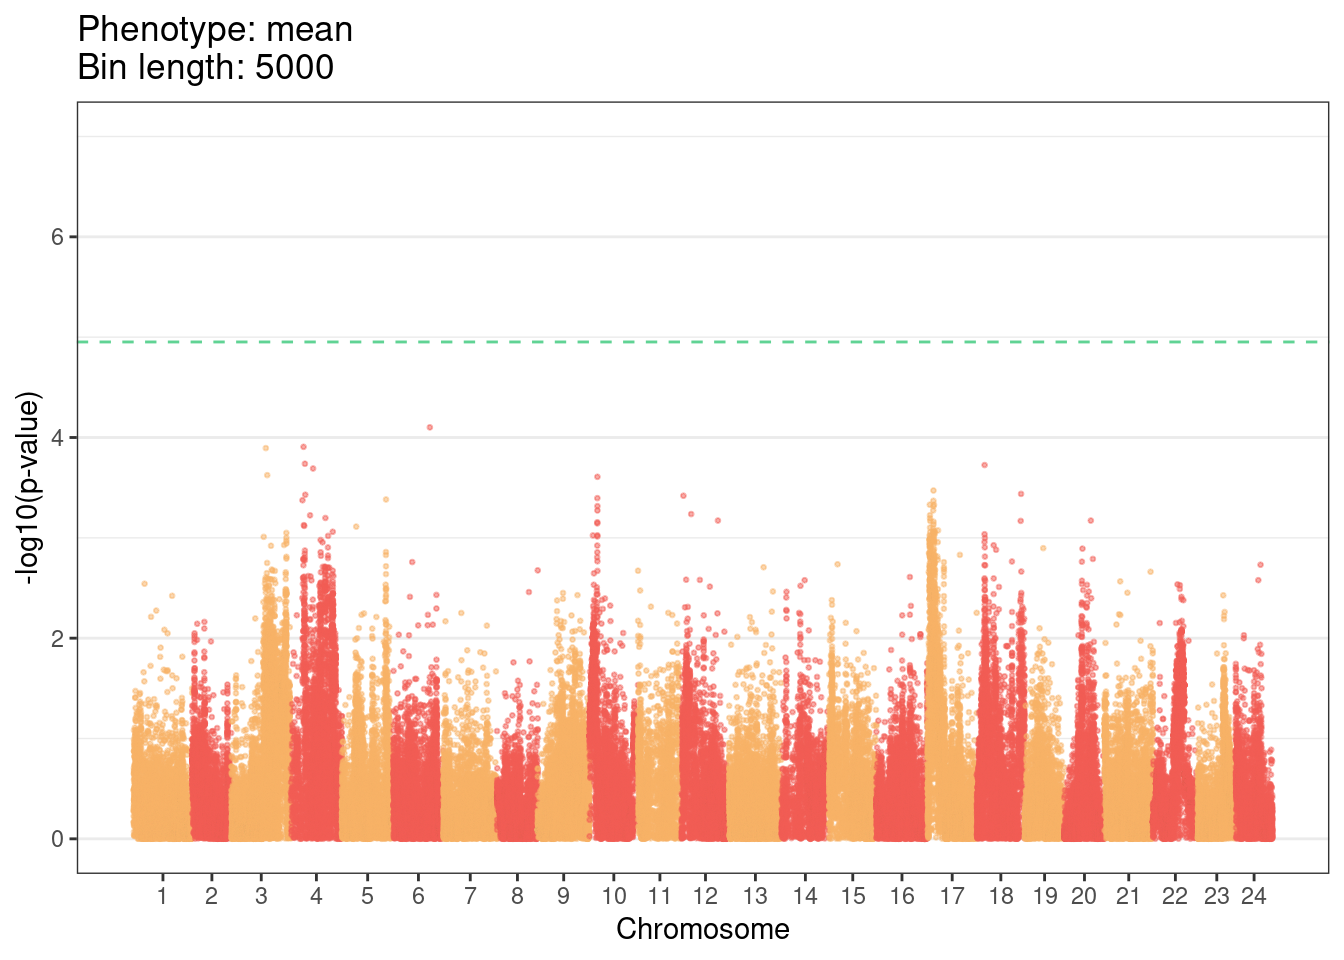 Phenotype: mean
Bin length: 5000
6
4
2
0
-log10(p-value)
1 2 3 4 5 6 7 8 9 10 11 12 13 14 15 16 17 18 19 20 21 22 23 24
Chromosome